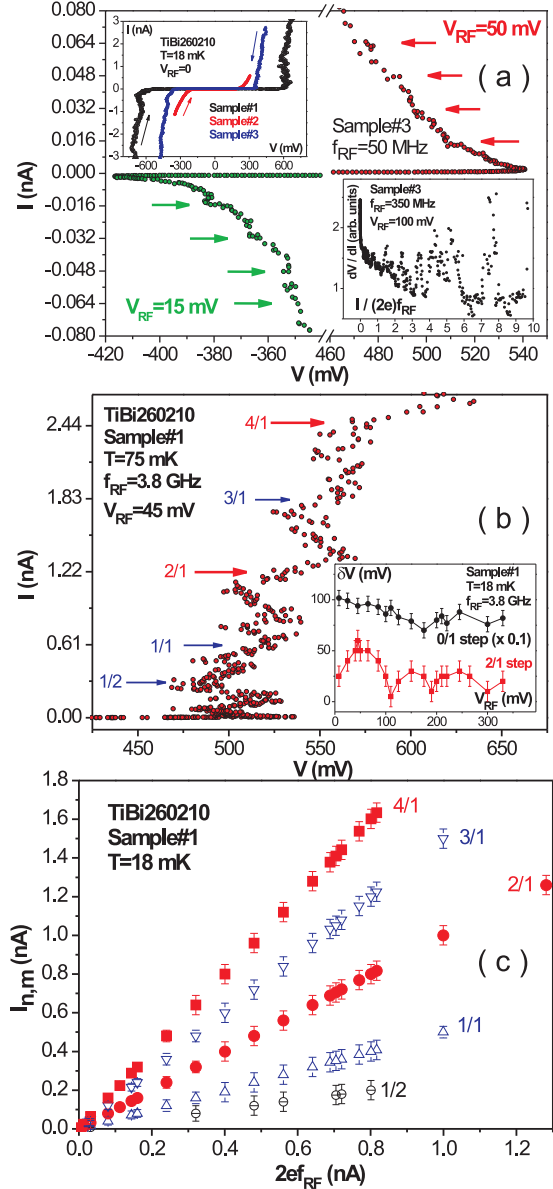 0.080
0.064
0.048
0.032
0.016
0.000
-0.016
-0.032
-0.048
-0.064
-0.080
I (nA)
I (nA)
3
2
1
0
-1
-2
-3
TiBi260210
T=18 mK
V_RF=0
Sample#1
Sample#2
Sample#3
V (mV)
-600 -300 0 300 600
V_RF=50 mV
( a )
Sample#3
f_RF=50 MHz
V_RF=15 mV
Sample#3
f_RF=350 MHz
V_RF=100 mV
dV / dI (arb. units)
2
1
0 1 2 3 4 5 6 7 8 9 10
I / (2e)f_RF
-420 -390 -360 480 500 520 540
V (mV)
TiBi260210
Sample#1
T=75 mK
f_RF=3.8 GHz
V_RF=45 mV
4/1
3/1
2/1
1/1
1/2
( b )
2.44
1.83
1.22
0.61
0.00
I (nA)
δV (mV)
Sample#1
T=18 mK
f_RF=3.8 GHz
100
50
0
0/1 step (x 0.1)
2/1 step
V_RF (mV)
0 100 200 300
450 500 550 600 650
V (mV)
1.8
1.6
1.4
1.2
1.0
0.8
0.6
0.4
0.2
0.0
I_n,m (nA)
TiBi260210
Sample#1
T=18 mK
4/1
3/1
2/1
( c )
1/1
1/2
0.0 0.2 0.4 0.6 0.8 1.0 1.2
2ef_RF (nA)